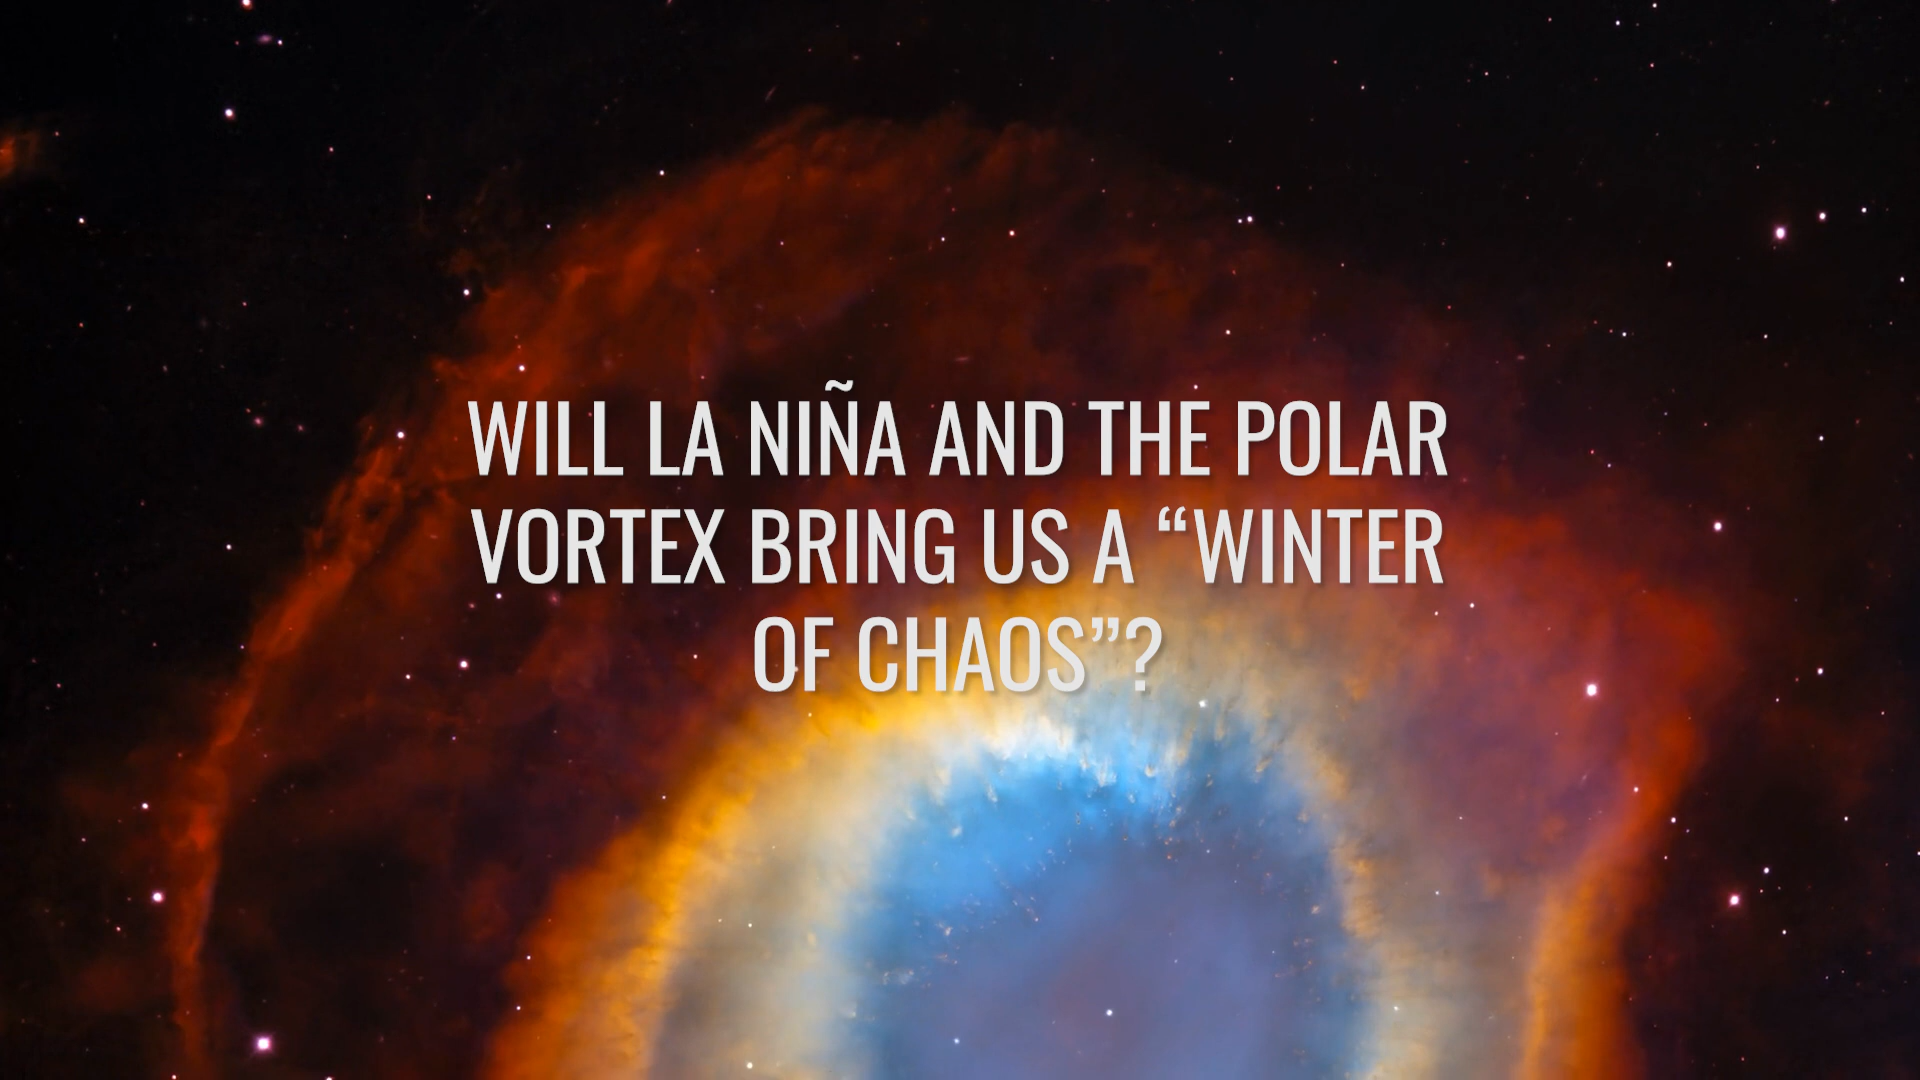 WILL LA NIÑA AND THE POLAR
VORTEX BRING US A “WINTER
OF CHAOS”?